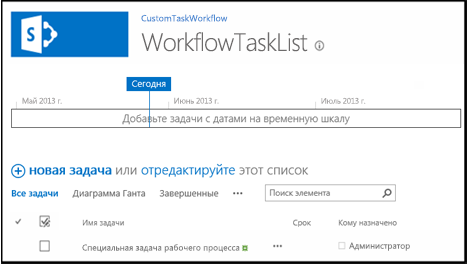 CustomTaskWorkflow
WorkflowTaskList
Сегодня
Май 2013 г. Июнь 2013 г. Июль 2013 г.
Добавьте задачи с датами на временную шкалу
новая задача или отредактируйте этот список
Все задачи Диаграмма Ганта Завершенные ••• Поиск элемента
Имя задачи Срок Кому назначено
Специальная задача рабочего процесса ••• Администратор